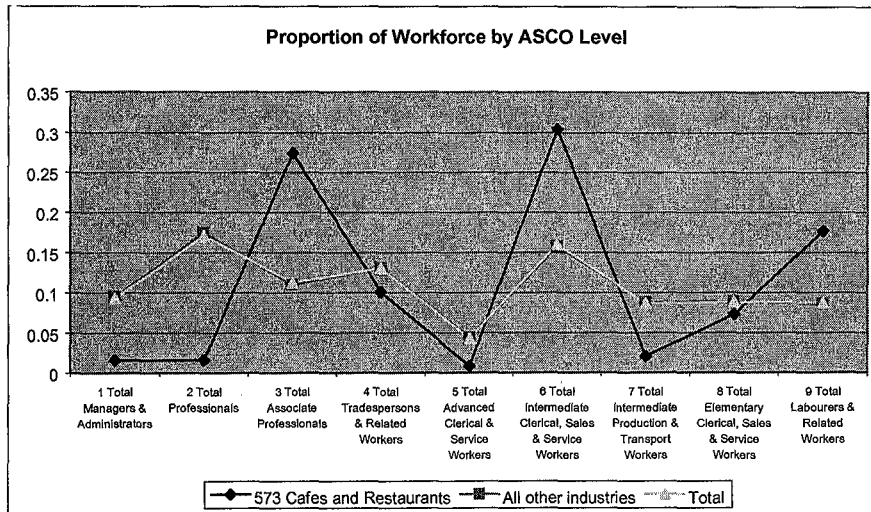 Proportion of Workforce by ASCO Level
0.35
0.3
0.25
0.2
0.15
0.1
0.05
0
1 Total
Managers &
Administrators
2 Total
Professionals
3 Total
Associate
Professionals
4 Total
Tradespersons
& Related
Workers
5 Total
Advanced
Clerical &
Service
Workers
6 Total
Intermediate
Clerical, Sales
& Service
Workers
7 Total
Intermediate
Production &
Transport
Workers
8 Total
Elementary
Clerical, Sales
& Service
Workers
9 Total
Labourers &
Related
Workers
573 Cafes and Restaurants All other industries Total